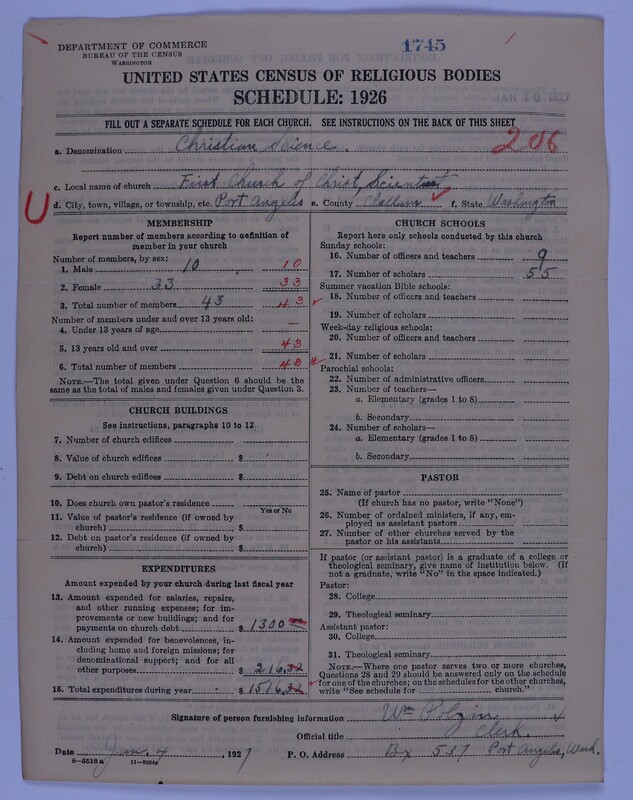 DEPARTMENT OF COMMERCE
BUREAU OF THE CENSUS
WASHINGTON
1745
UNITED STATES CENSUS OF RELIGIOUS BODIES
SCHEDULE: 1926
JAN 18 1927
FILL OUT A SEPARATE SCHEDULE FOR EACH CHURCH. SEE INSTRUCTIONS ON THE BACK OF THIS SHEET
206
a. Denomination Christian Science.
c. Local name of church First Church of Christ, Scientist
U
d. City, town, village, or township, etc. Port Angeles e. County Clallam f. State Washington
MEMBERSHIP
Report number of members according to definition of member in your church
Number of members, by sex:
1. Male 10 10
2. Female 33 33
3. Total number of members 43 43
Number of members under and over 13 years old:
4. Under 13 years of age —
5. 13 years old and over 43
6. Total number of members 43
NOTE.—The total given under Question 6 should be the same as the total of males and females given under Question 3.
CHURCH BUILDINGS
See instructions, paragraphs 10 to 12
7. Number of church edifices
8. Value of church edifices $
9. Debt on church edifices $
10. Does church own pastor's residence
Yes or No
11. Value of pastor's residence (if owned by church) $
12. Debt on pastor's residence (if owned by church) $
EXPENDITURES
Amount expended by your church during last fiscal year
13. Amount expended for salaries, repairs, and other running expenses; for improvements or new buildings; and for payments on church debt $ 1300
14. Amount expended for benevolences, including home and foreign missions; for denominational support; and for all other purposes $ 216.32
15. Total expenditures during year $ 1516.32
CHURCH SCHOOLS
Report here only schools conducted by this church
Sunday schools:
16. Number of officers and teachers 9
17. Number of scholars 55
Summer vacation Bible schools:
18. Number of officers and teachers
19. Number of scholars
Week-day religious schools:
20. Number of officers and teachers
21. Number of scholars
Parochial schools:
22. Number of administrative officers
23. Number of teachers—
a. Elementary (grades 1 to 8)
b. Secondary
24. Number of scholars—
a. Elementary (grades 1 to 8)
b. Secondary
PASTOR
25. Name of pastor
(If church has no pastor, write "None")
26. Number of ordained ministers, if any, employed as assistant pastors
27. Number of other churches served by the pastor or his assistants
If pastor (or assistant pastor) is a graduate of a college or theological seminary, give name of institution below. (If not a graduate, write "No" in the space indicated.)
Pastor:
28. College
29. Theological seminary
Assistant pastor:
30. College
31. Theological seminary
NOTE.—Where one pastor serves two or more churches, Questions 28 and 29 should be answered only on the schedule for one of the churches; on the schedules for the other churches, write "See schedule for church."
Signature of person furnishing information Wm
Official title Clerk.
Date Jan. 4, 1927 P. O. Address Bx 537 Port Angeles, Wash.
8-5518 a 11-9284